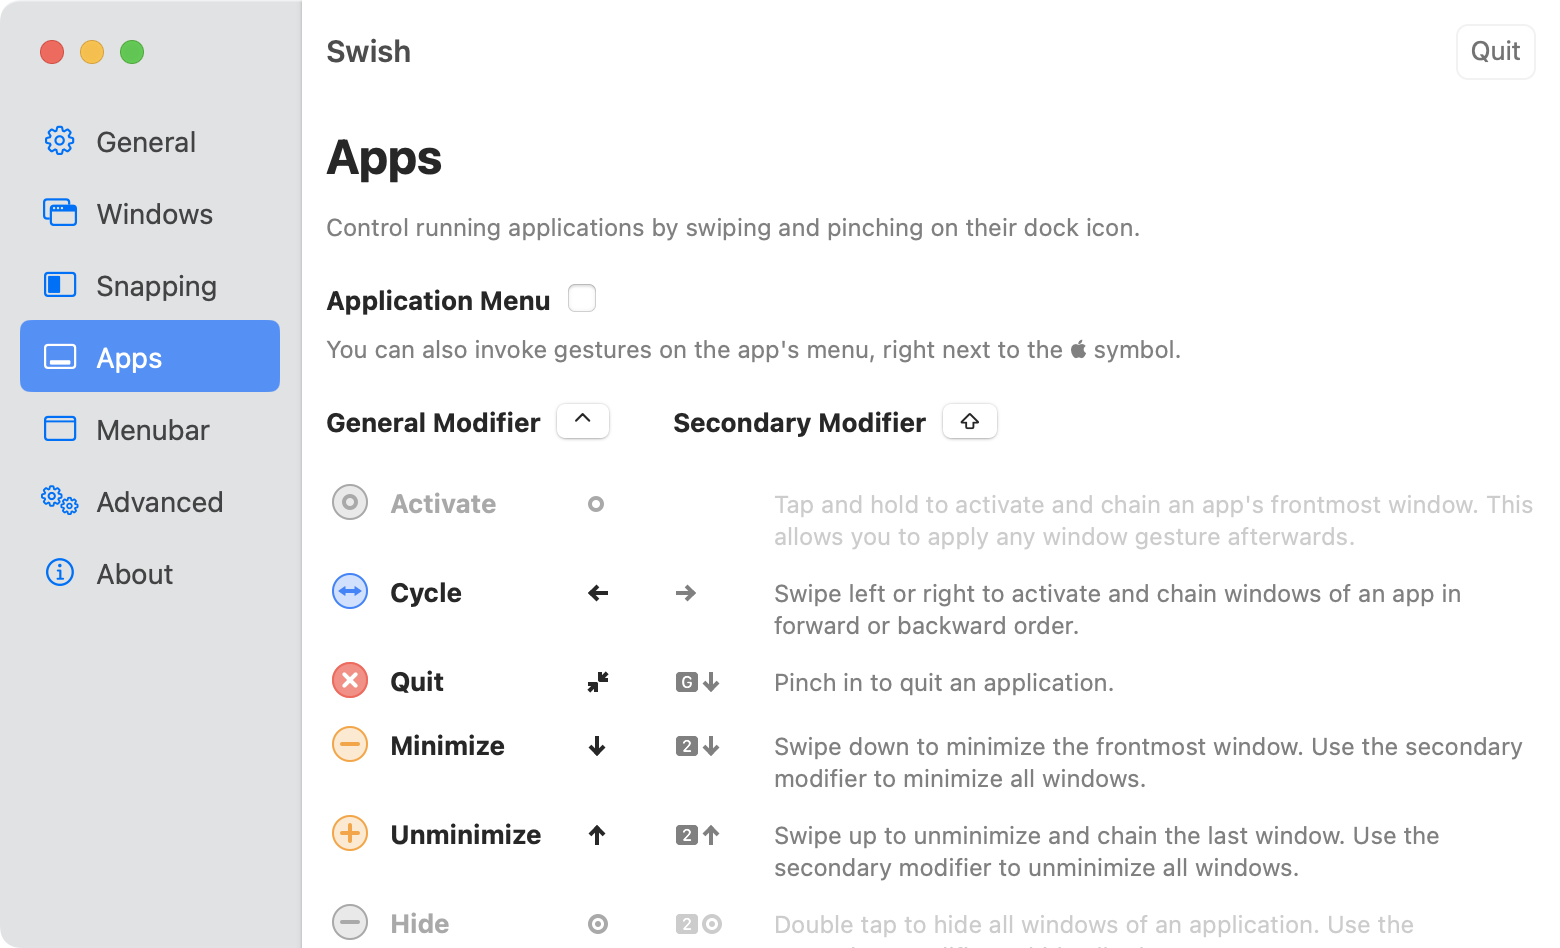 Swish
Quit
General
Windows
Snapping
Apps
Menubar
Advanced
About
Apps
Control running applications by swiping and pinching on their dock icon.
Application Menu
You can also invoke gestures on the app's menu, right next to the  symbol.
General Modifier ^ Secondary Modifier ⇧
Activate Tap and hold to activate and chain an app's frontmost window. This
allows you to apply any window gesture afterwards.
Cycle ← → Swipe left or right to activate and chain windows of an app in
forward or backward order.
Quit G ↓ Pinch in to quit an application.
Minimize ↓ 2 ↓ Swipe down to minimize the frontmost window. Use the secondary
modifier to minimize all windows.
Unminimize ↑ 2 ↑ Swipe up to unminimize and chain the last window. Use the
secondary modifier to unminimize all windows.
Hide 2 Double tap to hide all windows of an application. Use the